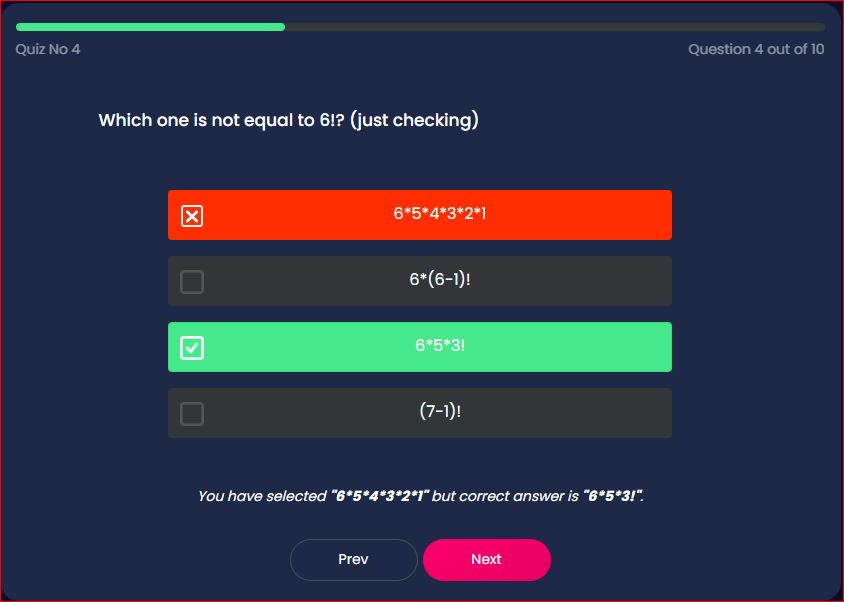 Quiz No 4
Question 4 out of 10
Which one is not equal to 6!? (just checking)
6*5*4*3*2*1
6*(6-1)!
6*5*3!
(7-1)!
You have selected "6*5*4*3*2*1" but correct answer is "6*5*3!".
Prev
Next